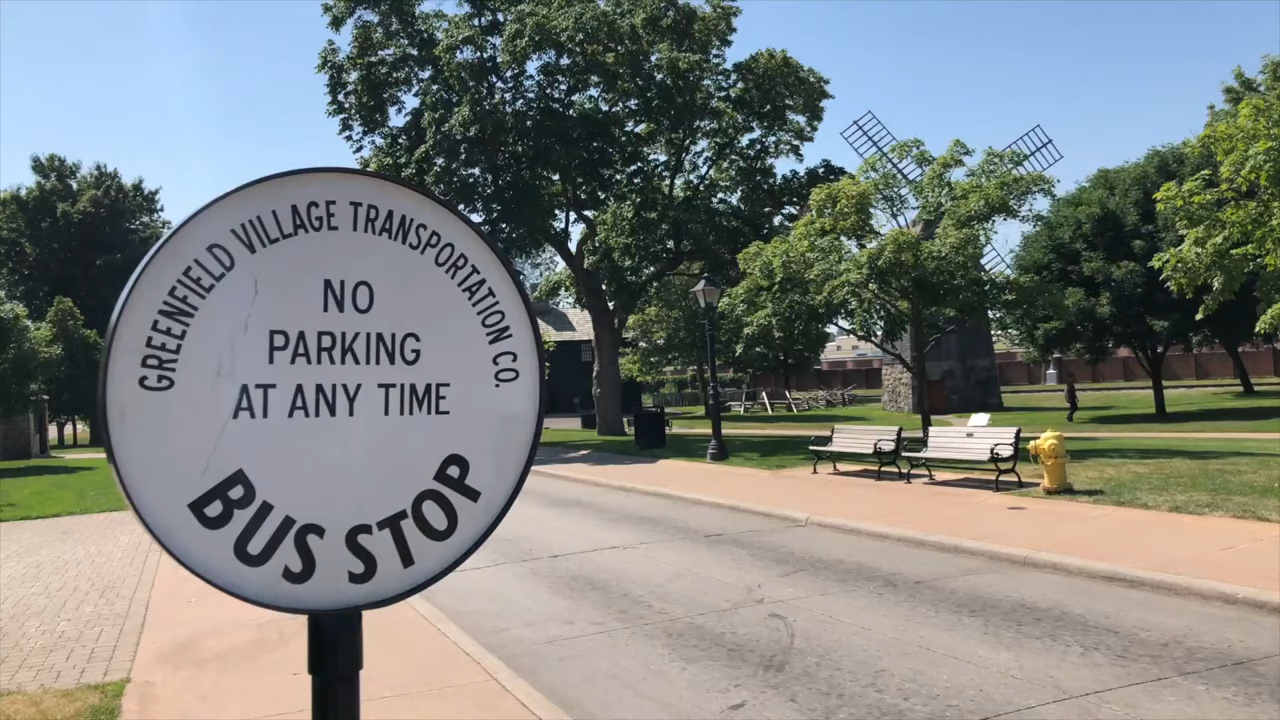 GREENFIELD VILLAGE TRANSPORTATION CO.
NO
PARKING
AT ANY TIME
BUS STOP